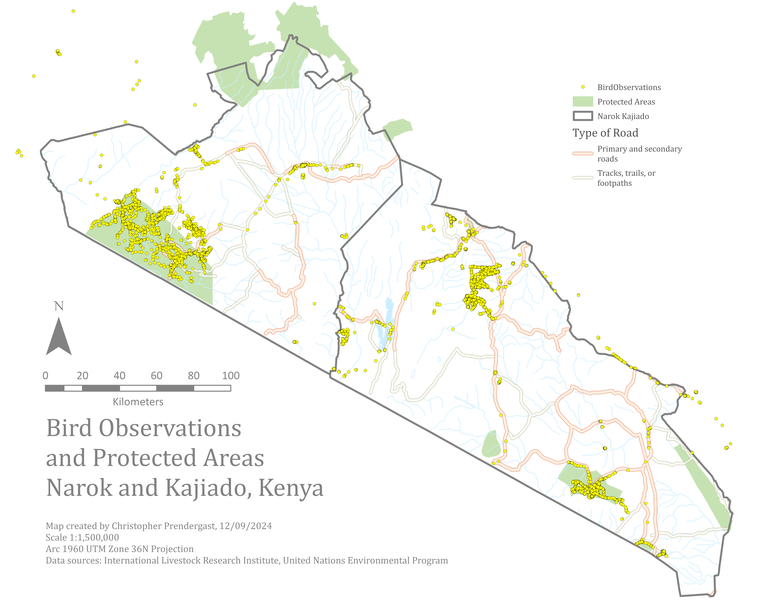 BirdObservations
Protected Areas
Narok Kajiado
Type of Road
Primary and secondary
roads
Tracks, trails, or
footpaths
N
0 20 40 60 80 100
Kilometers
Bird Observations
and Protected Areas
Narok and Kajiado, Kenya
Map created by Christopher Prendergast, 12/09/2024
Scale 1:1,500,000
Arc 1960 UTM Zone 36N Projection
Data sources: International Livestock Research Institute, United Nations Environmental Program